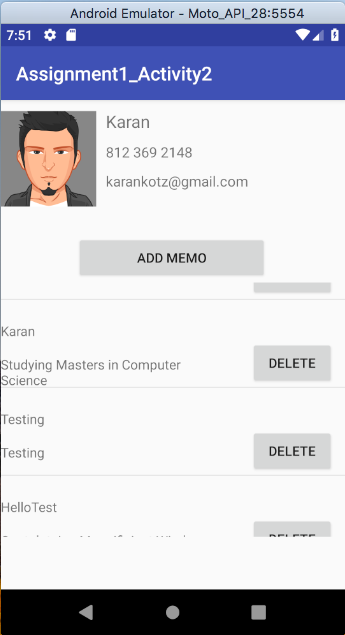 Android Emulator - Moto_API_28:5554
7:51
Assignment1_Activity2
Karan
812 369 2148
karankotz@gmail.com
ADD MEMO
Karan
Studying Masters in Computer
Science
DELETE
Testing
Testing
DELETE
HelloTest
DELETE